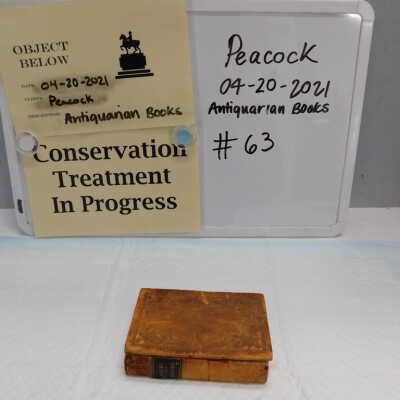 OBJECT
BELOW
DATE: 04-20-2021
Peacock
Antiquarian Books
Conservation
Treatment
In Progress
Peacock
04-20-2021
Antiquarian Books
# 63